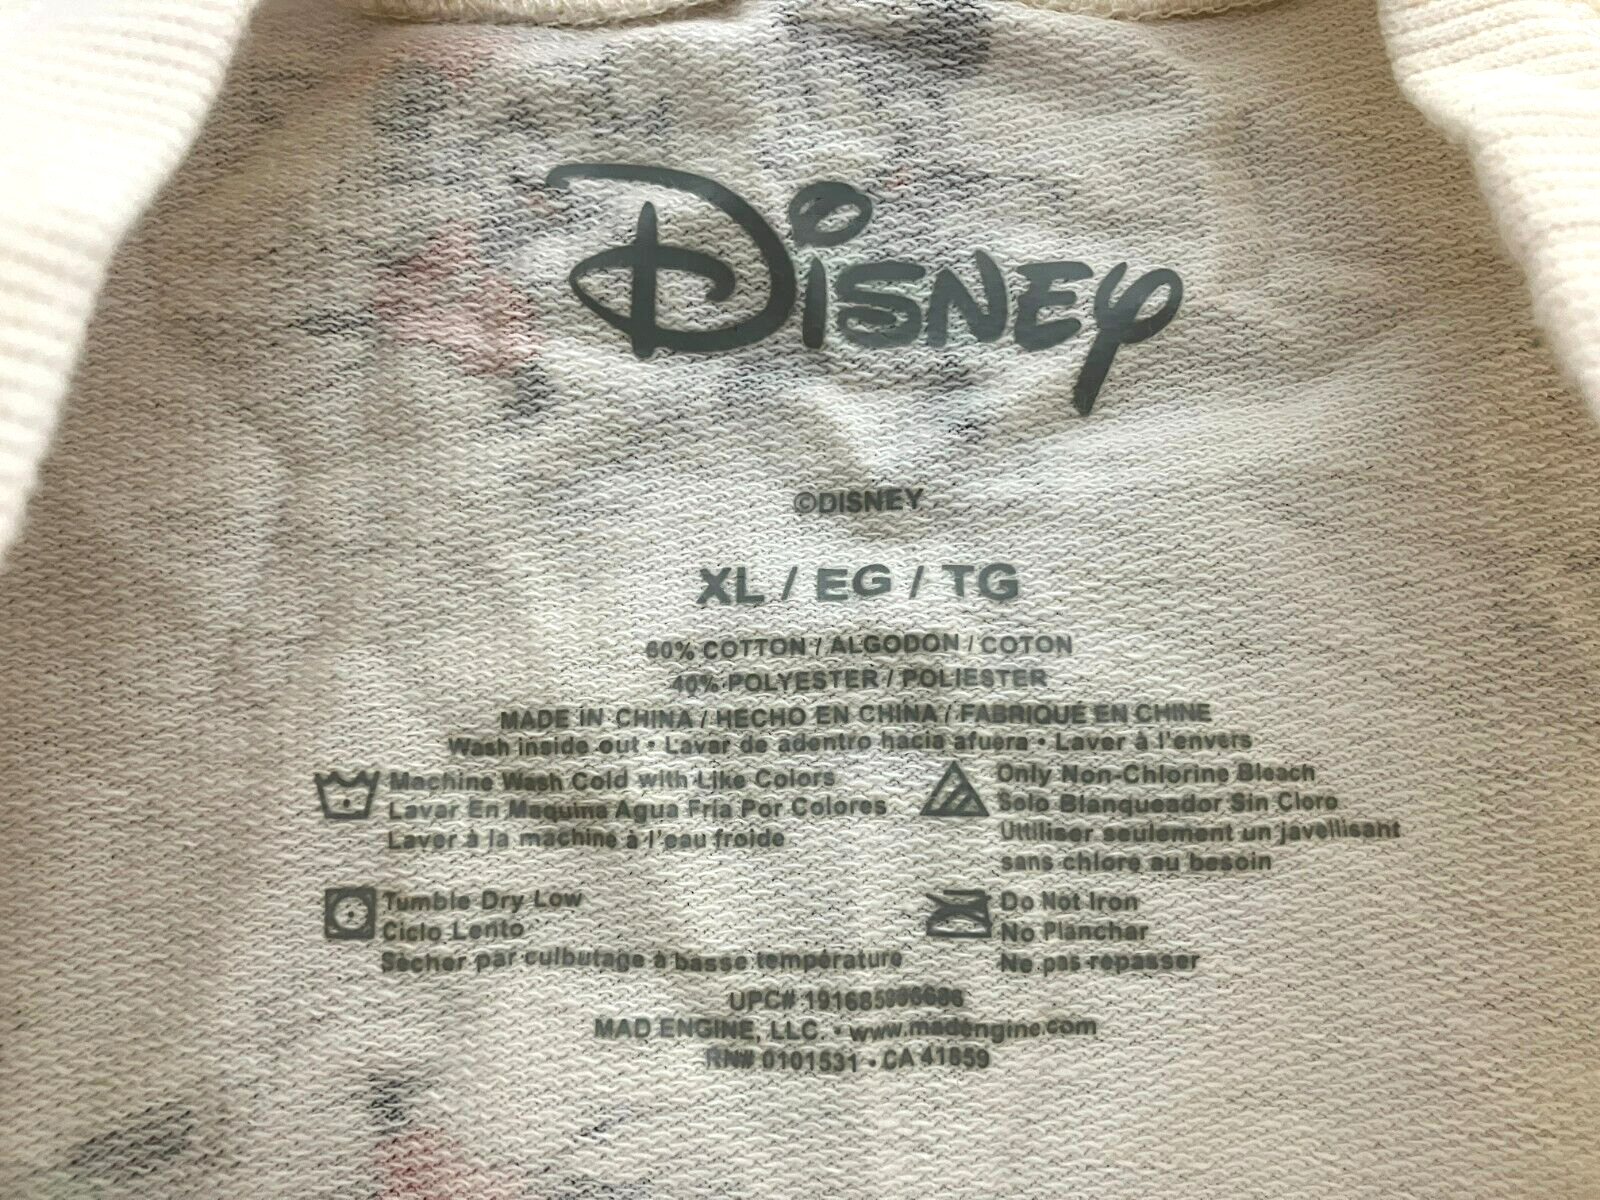 Disney
©DISNEY
XL / EG / TG
60% COTTON / ALGODON / COTON
40% POLYESTER / POLIESTER
MADE IN CHINA / HECHO EN CHINA / FABRIQUÉ EN CHINE
Wash inside out • Lavar de adentro hacia afuera • Laver à l'envers
Machine Wash Cold with Like Colors
Lavar En Maquina Agua Fría Por Colores
Laver à la machine à l'eau froide
Only Non-Chlorine Bleach
Solo Blanqueador Sin Cloro
Uttiliser seulement un javellisant
sans chlore au besoin
Tumble Dry Low
Ciclo Lento
Sècher par culbutage à basse température
Do Not Iron
No Planchar
Ne pas repasser
UPC#
MAD ENGINE, LLC. • www.madengine.com
RN# 0101531 • CA 41859